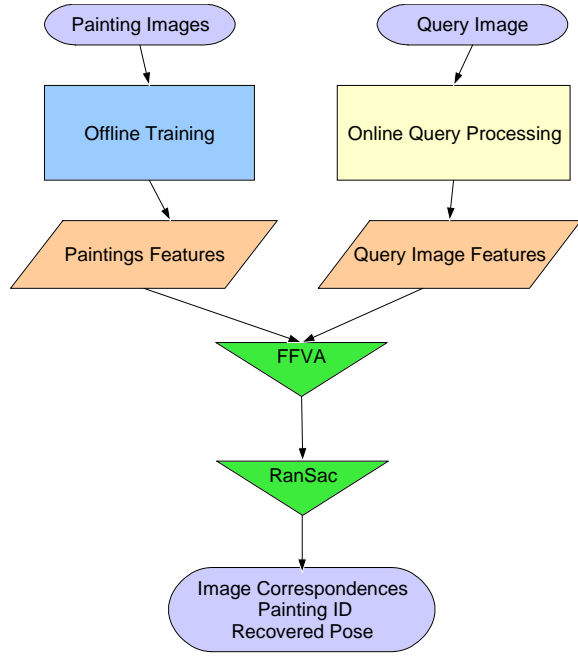 Painting Images
Query Image
Offline Training
Online Query Processing
Paintings Features
Query Image Features
FFVA
RanSac
Image Correspondences
Painting ID
Recovered Pose